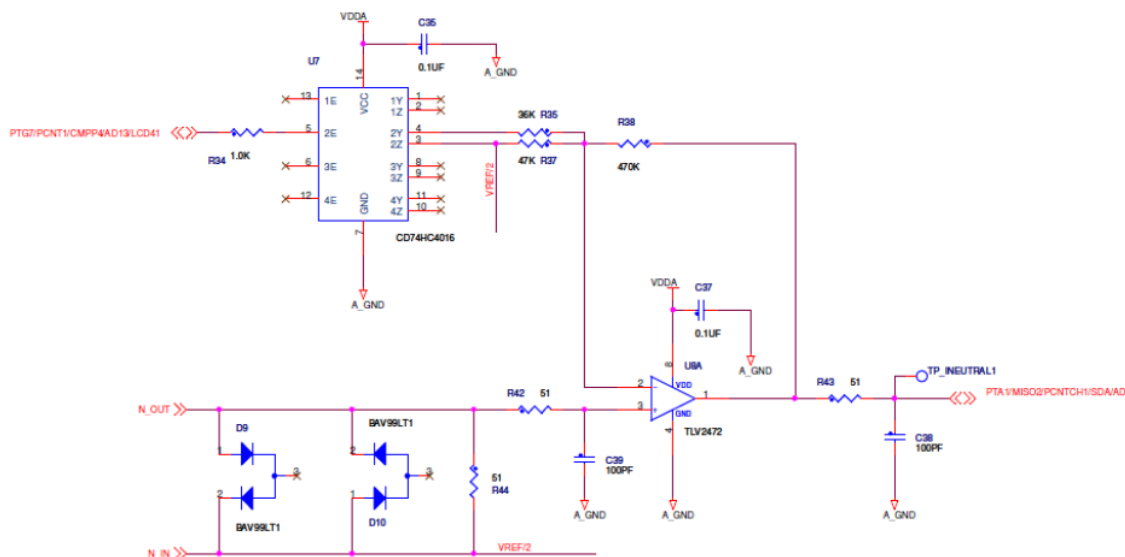 VDDA
C35
0.1UF
A_GND
U7
14
VCC
13
1E
1Y
1
1Z
2
PTG7/PCNT1/CMPP4/AD13/LCD41
R34
1.0K
5
2E
2Y
4
2Z
3
36K
R35
47K
R37
R38
470K
6
3E
3Y
8
3Z
9
VREF/2
12
4E
4Y
11
4Z
10
GND
7
CD74HC4016
A_GND
VDDA
C37
0.1UF
A_GND
8
U9A
2
-
VDD
1
3
+
GND
4
TLV2472
R43
51
TP_INEUTRAL1
PTA1/MISO2/PCNTCH1/SDA/AD
C38
100PF
A_GND
N_OUT
R42
51
D9
BAV99LT1
1
2
3
BAV99LT1
2
1
3
D10
51
R44
C39
100PF
A_GND
A_GND
N_IN
VREF/2